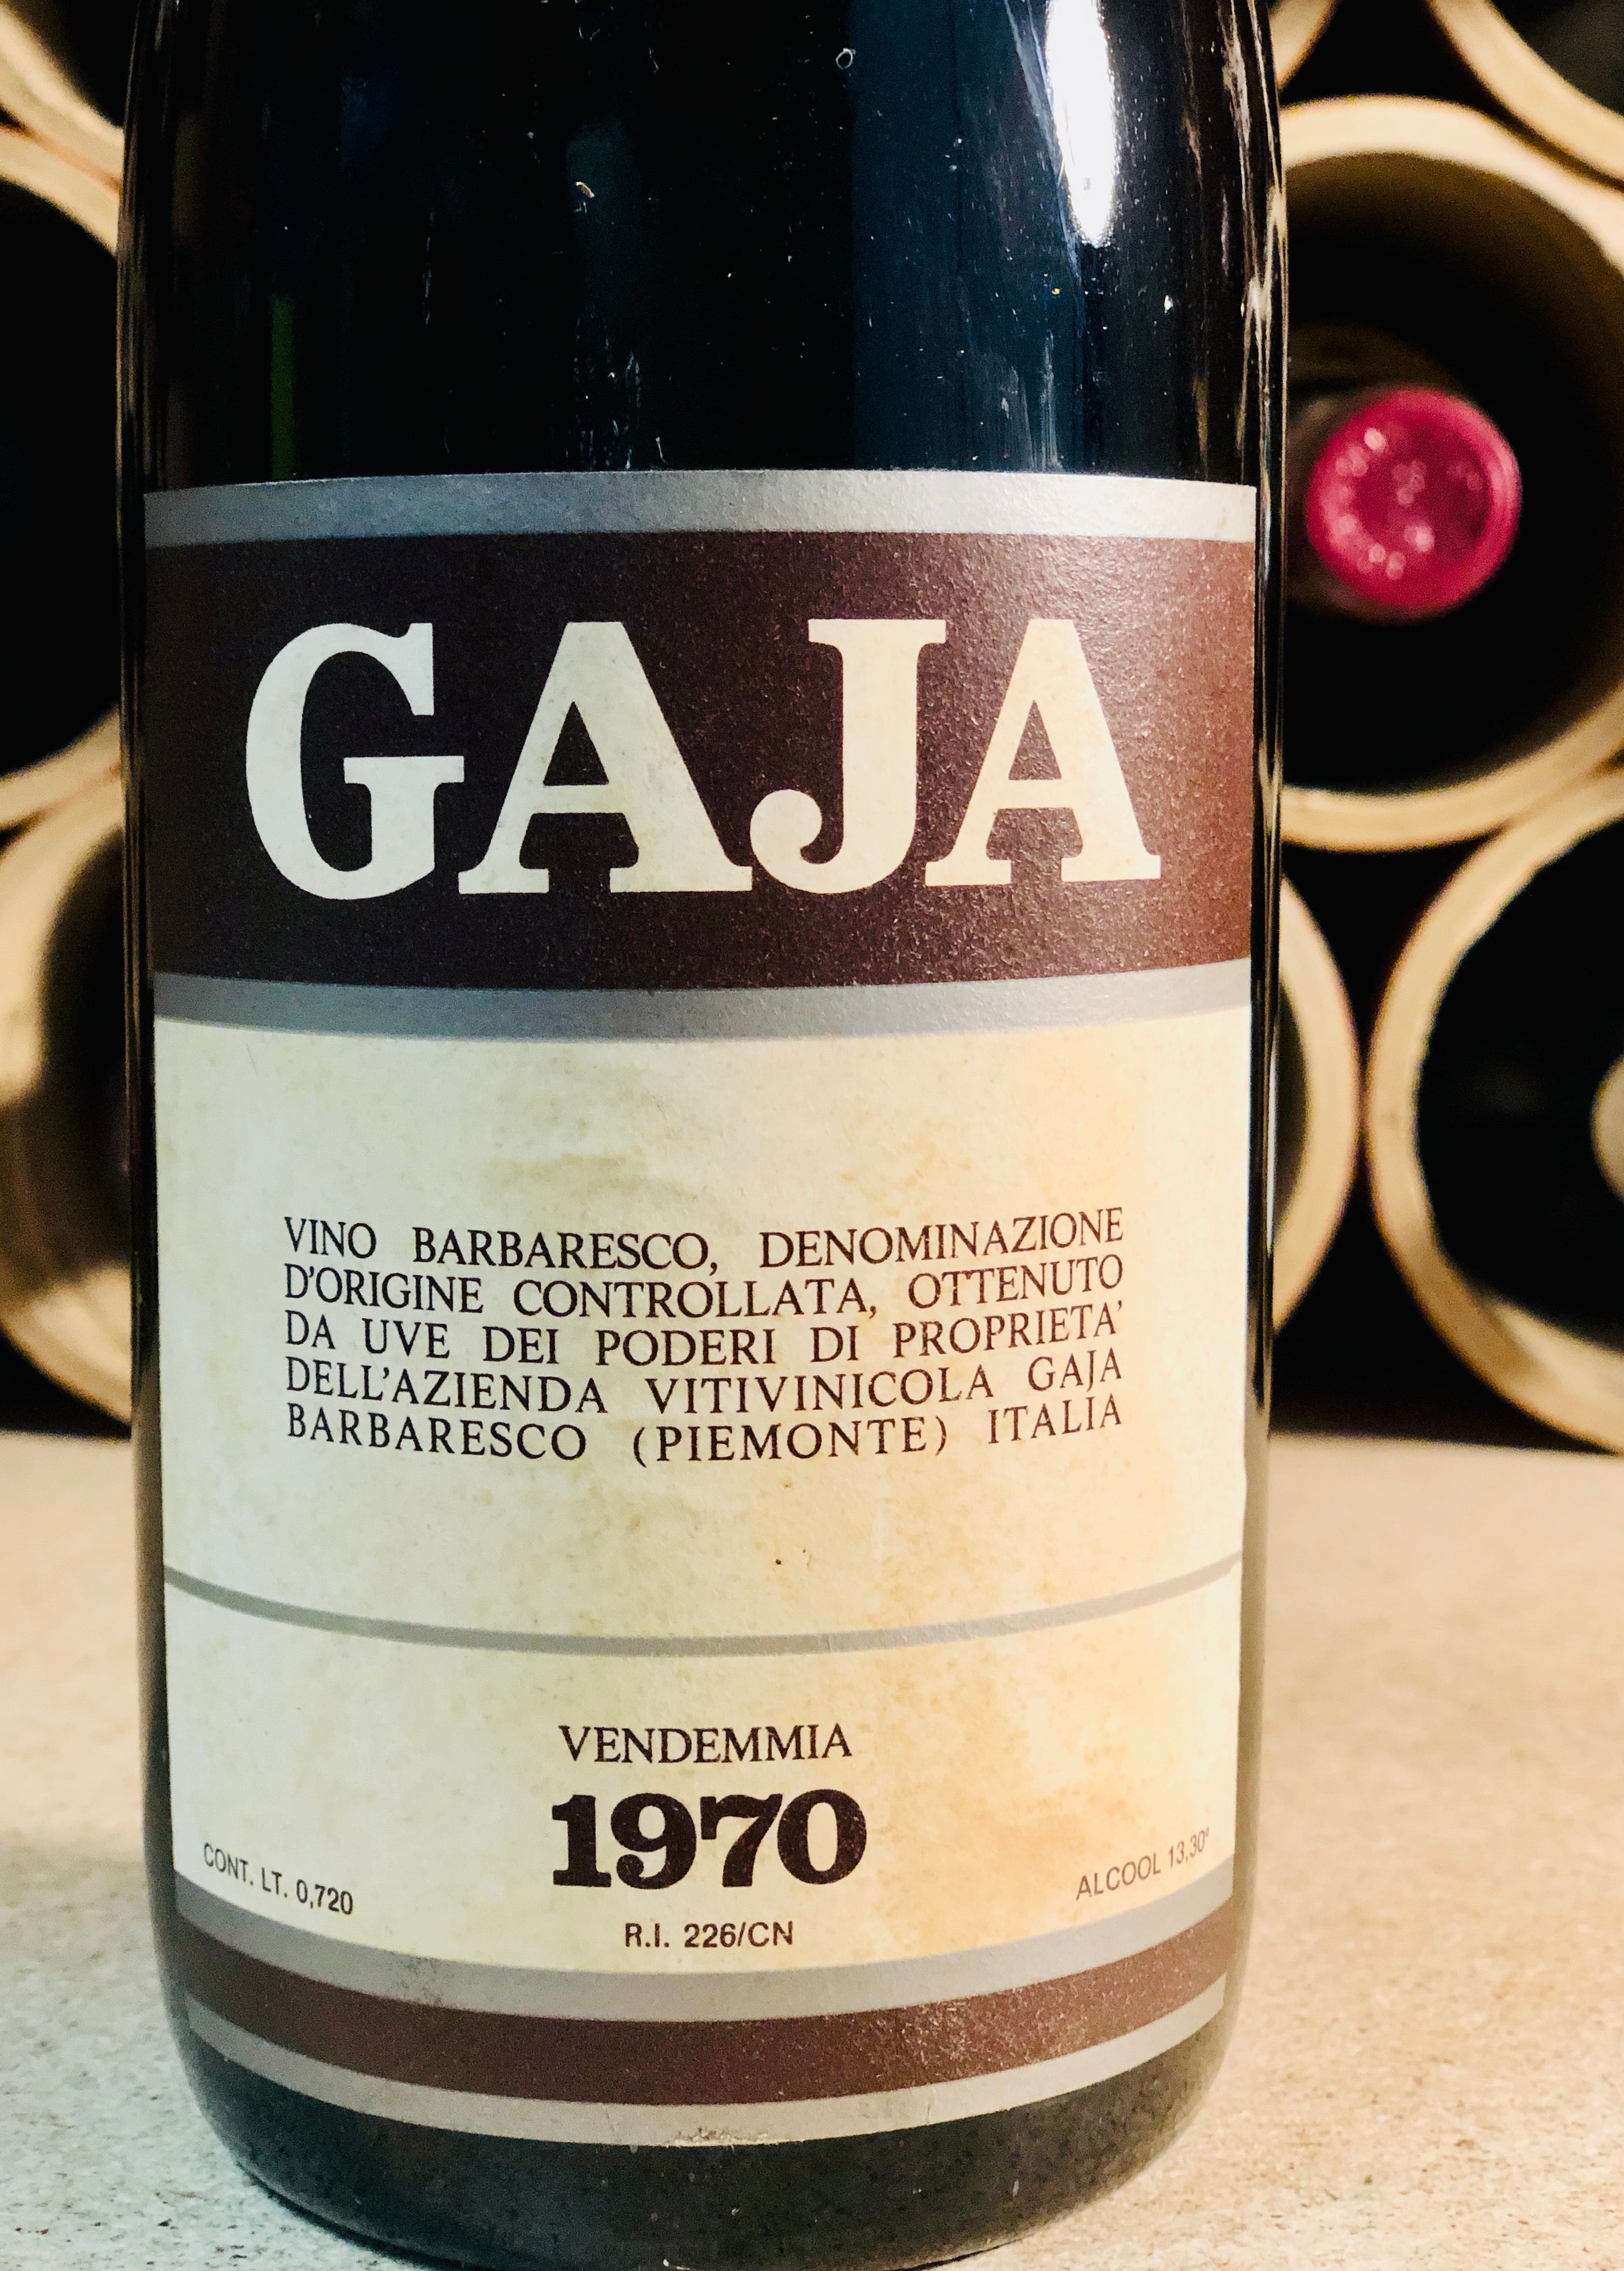 GAJA
VINO BARBARESCO, DENOMINAZIONE
D'ORIGINE CONTROLLATA, OTTENUTO
DA UVE DEI PODERI DI PROPRIETA'
DELL'AZIENDA VITIVINICOLA GAJA
BARBARESCO (PIEMONTE) ITALIA
VENDEMMIA
1970
CONT. LT. 0,720
ALCOOL 13,30°
R.I. 226/CN